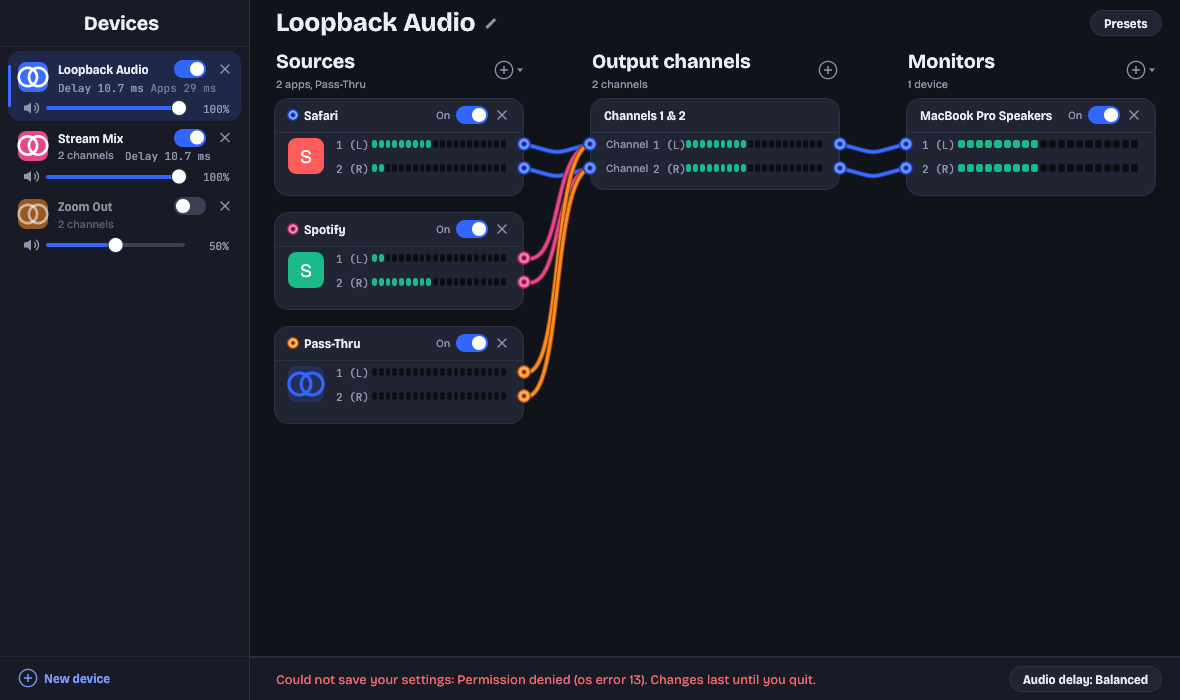 Devices
Loopback Audio
Delay 10.7 ms Apps 29 ms
100%
Stream Mix
2 channels Delay 10.7 ms
100%
Zoom Out
2 channels
50%
New device
Loopback Audio
Presets
Sources
2 apps, Pass-Thru
Safari On
S
1 (L)
2 (R)
Spotify On
S
1 (L)
2 (R)
Pass-Thru On
1 (L)
2 (R)
Output channels
2 channels
Channels 1 & 2
Channel 1 (L)
Channel 2 (R)
Monitors
1 device
MacBook Pro Speakers On
1 (L)
2 (R)
Could not save your settings: Permission denied (os error 13). Changes last until you quit.
Audio delay: Balanced